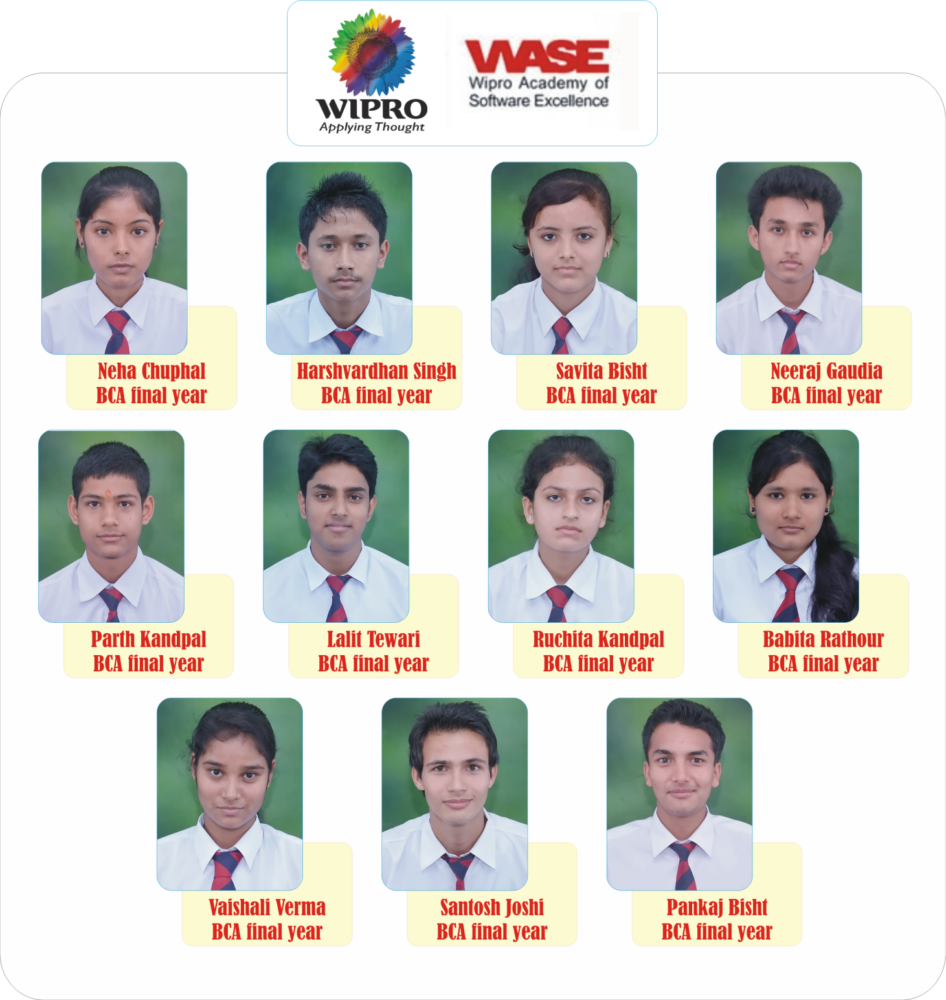 WIPRO
Applying Thought
WASE
Wipro Academy of
Software Excellence
Neha Chuphal
BCA final year
Harshvardhan Singh
BCA final year
Savita Bisht
BCA final year
Neeraj Gaudia
BCA final year
Parth Kandpal
BCA final year
Lalit Tewari
BCA final year
Ruchita Kandpal
BCA final year
Babita Rathour
BCA final year
Vaishali Verma
BCA final year
Santosh Joshi
BCA final year
Pankaj Bisht
BCA final year